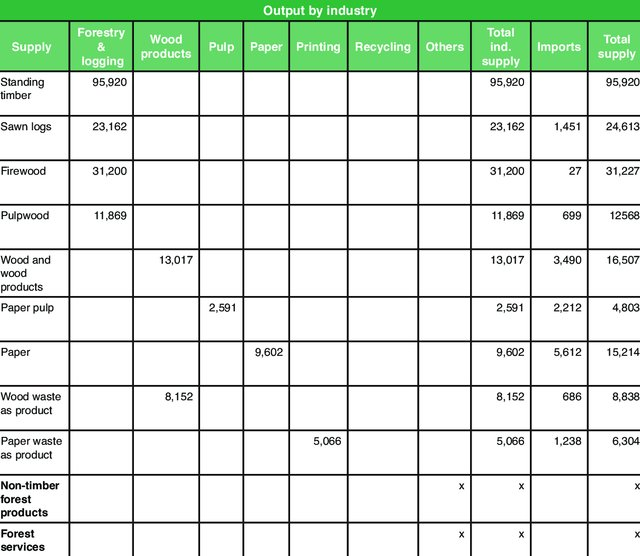 Output by industry
Supply Forestry & logging Wood products Pulp Paper Printing Recycling Others Total ind. supply Imports Total supply
Standing timber 95,920 95,920 95,920
Sawn logs 23,162 23,162 1,451 24,613
Firewood 31,200 31,200 27 31,227
Pulpwood 11,869 11,869 699 12568
Wood and wood products 13,017 13,017 3,490 16,507
Paper pulp 2,591 2,591 2,212 4,803
Paper 9,602 9,602 5,612 15,214
Wood waste as product 8,152 8,152 686 8,838
Paper waste as product 5,066 5,066 1,238 6,304
Non-timber forest products x x x
Forest services x x x